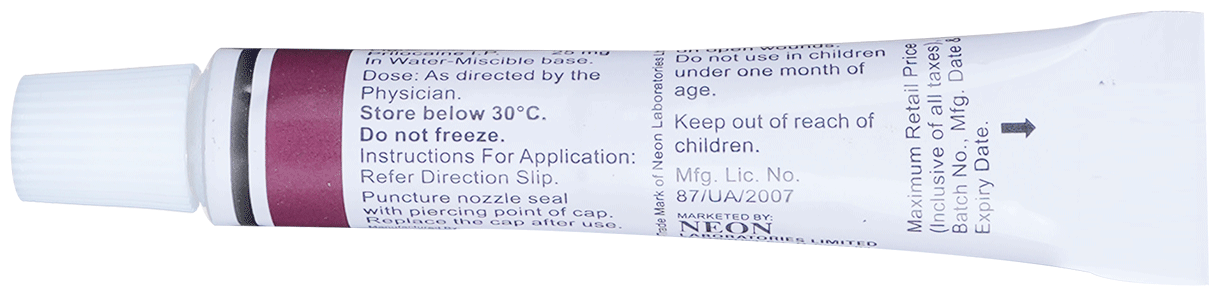 Prilocaine I.P. 25 mg
In Water-Miscible base.
Dose: As directed by the
Physician.
Store below 30°C.
Do not freeze.
Instructions For Application:
Refer Direction Slip.
Puncture nozzle seal
with piercing point of cap.
Replace the cap after use.
Manufactured By
Trade Mark of Neon Laboratories
on open wounds.
Do not use in children
under one month of
age.
Keep out of reach of
children.
Mfg. Lic. No.
87/UA/2007
MARKETED BY:
NEON
LABORATORIES LIMITED
Maximum Retail Price
(Inclusive of all taxes),
Batch No., Mfg. Date &
Expiry Date.